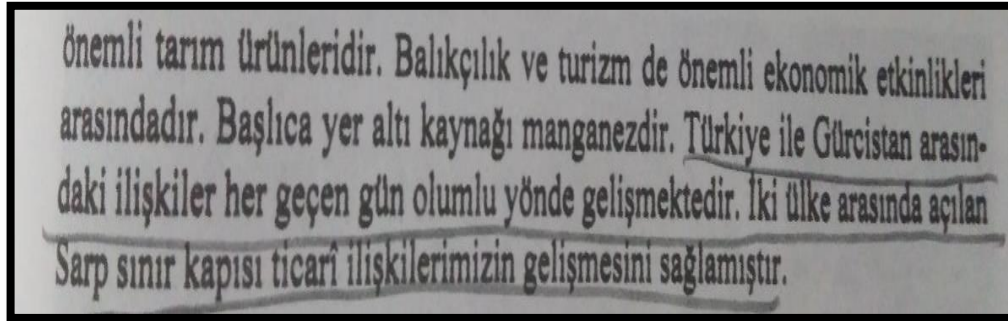 önemli tarım ürünleridir. Balıkçılık ve turizm de önemli ekonomik etkinlikleri
arasındadır. Başlıca yer altı kaynağı manganezdir. Türkiye ile Gürcistan arasın-
daki ilişkiler her geçen gün olumlu yönde gelişmektedir. İki ülke arasında açılan
Sarp sınır kapısı ticarî ilişkilerimizin gelişmesini sağlamıştır.